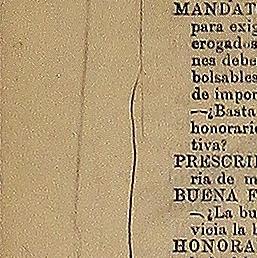 MANDAT
para exig
erogados
nes debe
bolsables
de impor
—¿Basta
honorario
tiva?
PRESCRI
ria de m
BUENA F
—¿La bu
vicia la b
HONORA